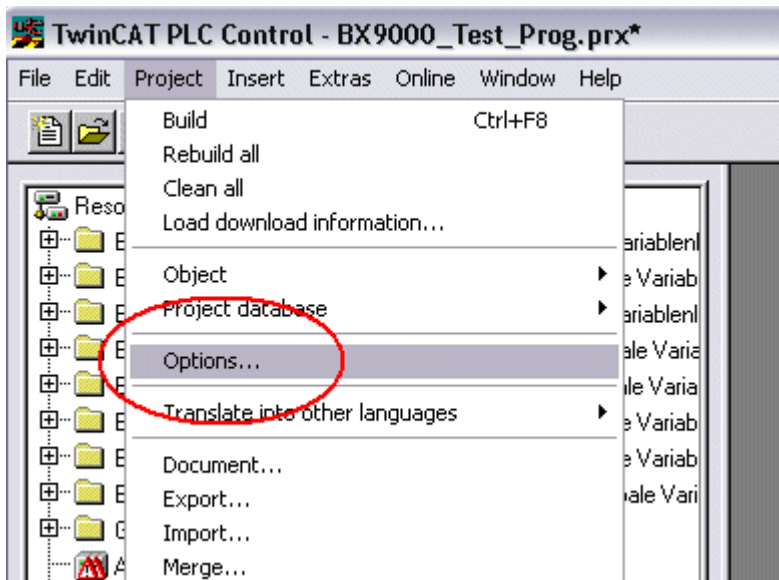 TwinCAT PLC Control - BX9000_Test_Prog.prx*
File Edit Project Insert Extras Online Window Help
Build Ctrl+F8
Rebuild all
Clean all
Load download information...
Object
Project database
Options...
Translate into other languages
Document...
Export...
Import...
Merge...